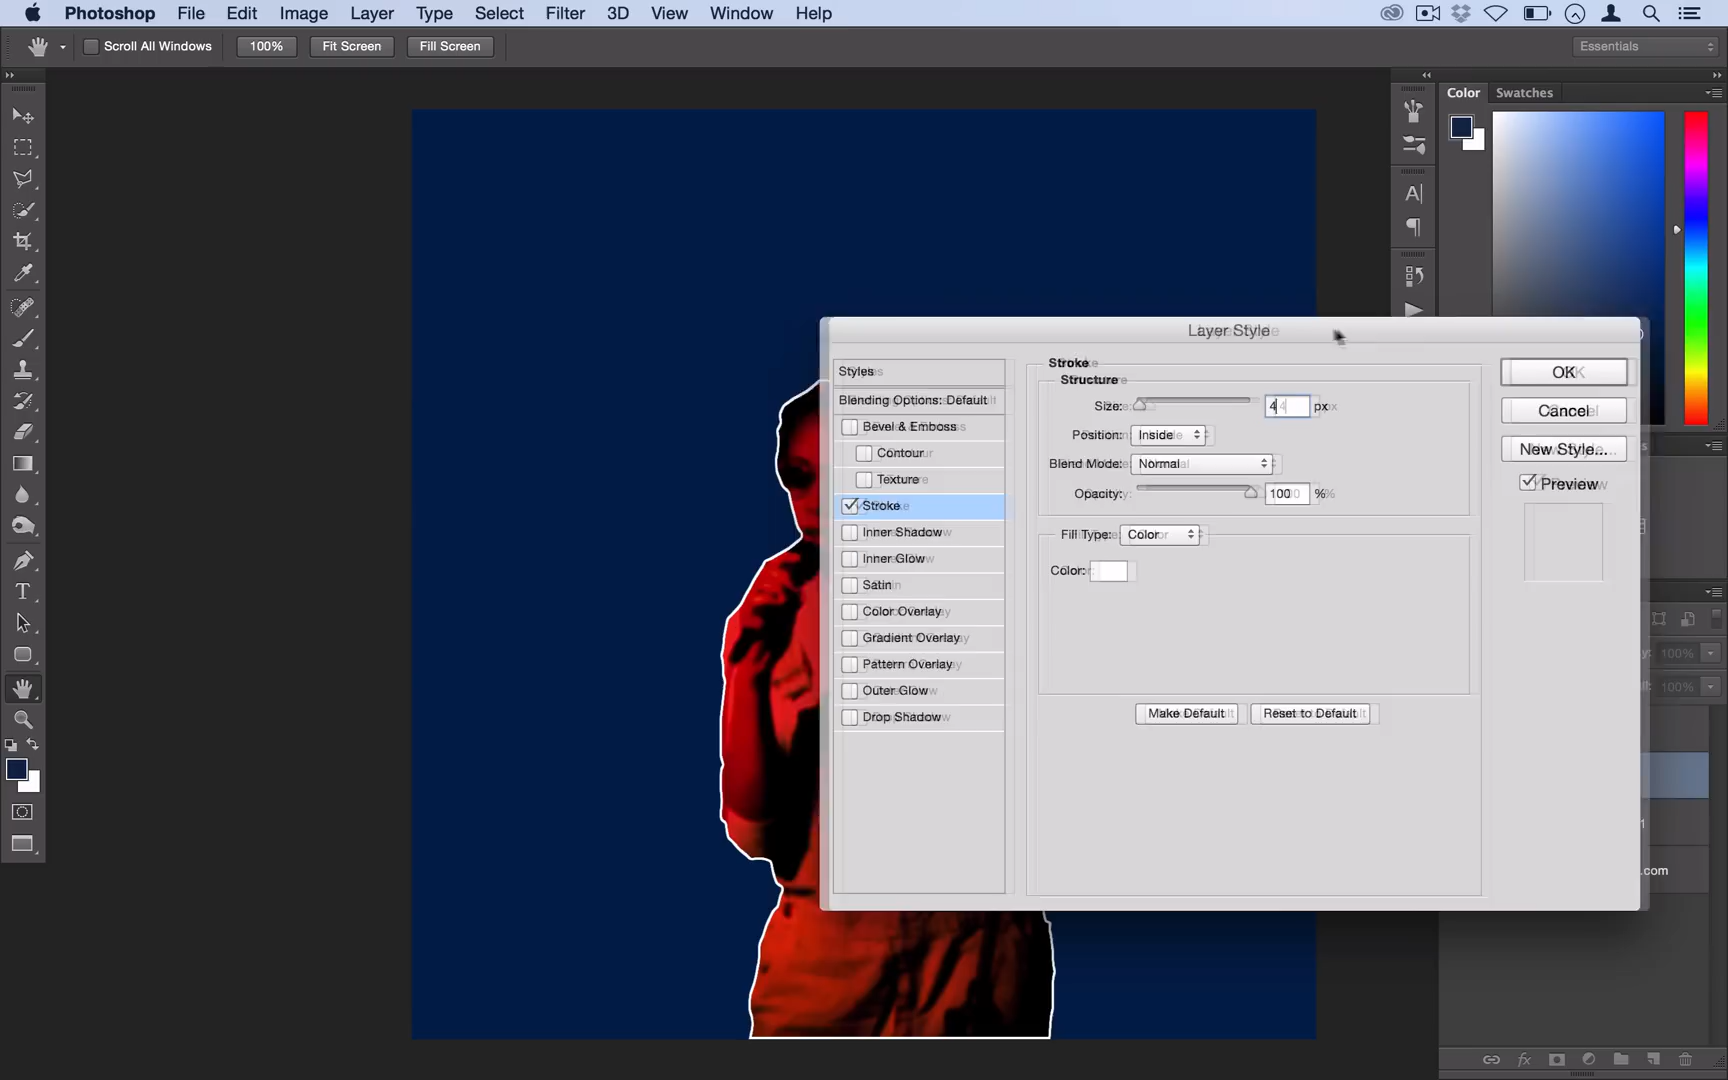 Photoshop File Edit Image Layer Type Select Filter 3D View Window Help
Scroll All Windows 100% Fit Screen Fill Screen Essentials
Color Swatches
Layer Style
Styles
Blending Options: Default
Bevel & Emboss
Contour
Texture
Stroke
Inner Shadow
Inner Glow
Satin
Color Overlay
Gradient Overlay
Pattern Overlay
Outer Glow
Drop Shadow
Stroke
Structure
Size: 4 px
Position: Inside
Blend Mode: Normal
Opacity: 100 %
Fill Type: Color
Color:
Make Default Reset to Default
OK
Cancel
New Style...
Preview
100%
100%
1
.com